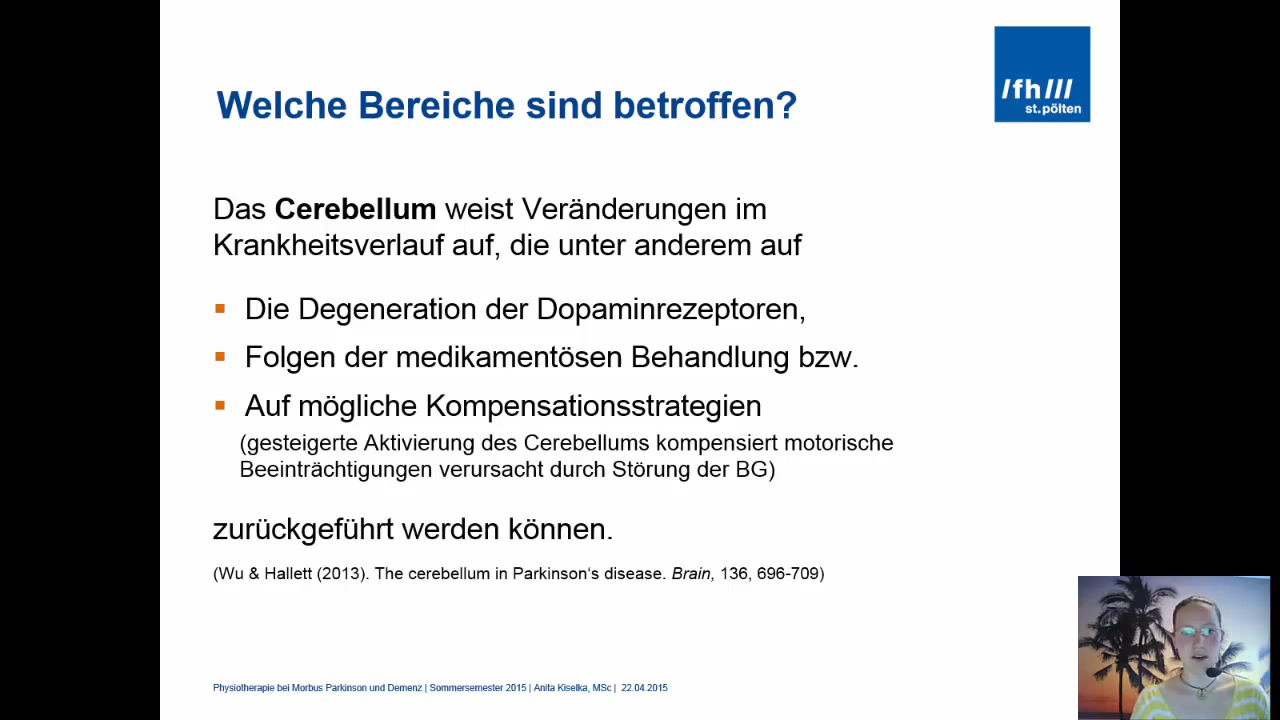 Welche Bereiche sind betroffen?
/fh///
st.pölten
Das Cerebellum weist Veränderungen im
Krankheitsverlauf auf, die unter anderem auf
▪ Die Degeneration der Dopaminrezeptoren,
▪ Folgen der medikamentösen Behandlung bzw.
▪ Auf mögliche Kompensationsstrategien
(gesteigerte Aktivierung des Cerebellums kompensiert motorische
Beeinträchtigungen verursacht durch Störung der BG)
zurückgeführt werden können.
(Wu & Hallett (2013). The cerebellum in Parkinson‘s disease. Brain, 136, 696-709)
Physiotherapie bei Morbus Parkinson und Demenz | Sommersemester 2015 | Anita Kiselka, MSc | 22.04.2015